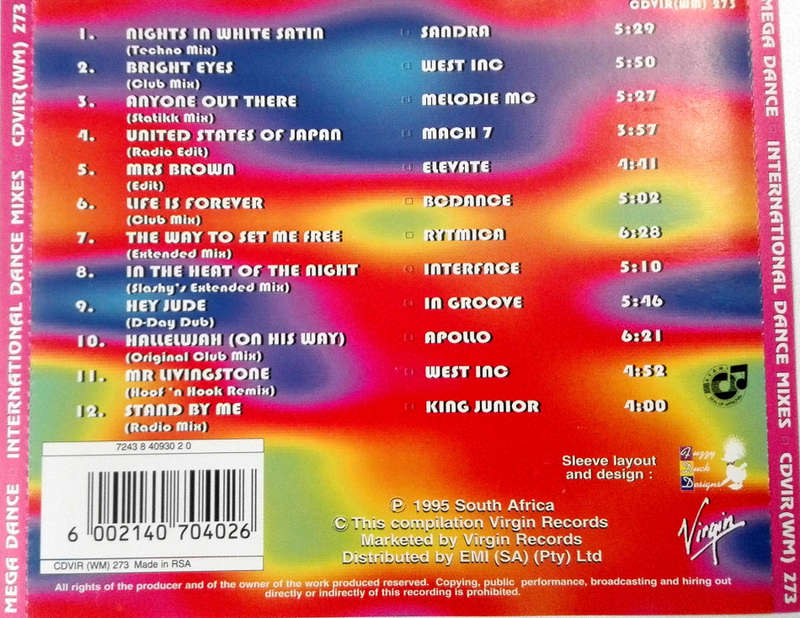 CDVIR(WM) 273
1. NIGHTS IN WHITE SATIN SANDRA 5:29
(Techno Mix)
2. BRIGHT EYES WEST INC 5:50
(Club Mix)
3. ANYONE OUT THERE MELODIE MC 5:27
(Statikk Mix)
4. UNITED STATES OF JAPAN MACH 7 3:57
(Radio Edit)
5. MRS BROWN ELEVATE 4:41
(Edit)
6. LIFE IS FOREVER BGDANCE 5:02
(Club Mix)
7. THE WAY TO SET ME FREE RYTMICA 6:28
(Extended Mix)
8. IN THE HEAT OF THE NIGHT INTERFACE 5:10
(Slashy's Extended Mix)
9. HEY JUDE IN GROOVE 5:46
(D-Day Dub)
10. HALLELUJAH (ON HIS WAY) APOLLO 6:21
(Original Club Mix)
11. MR LIVINGSTONE WEST INC 4:52
(Hoof 'n Hook Remix)
12. STAND BY ME KING JUNIOR 4:00
(Radio Mix)
7243 8 40930 2 0
6 002140 704026
CDVIR (WM) 273 Made in RSA
Sleeve layout
and design :
Fuzzy
Duck
Designs
℗ 1995 South Africa
© This compilation Virgin Records
Marketed by Virgin Records
Distributed by EMI (SA) (Pty) Ltd
Virgin
All rights of the producer and of the owner of the work produced reserved. Copying, public performance, broadcasting and hiring out
directly or indirectly of this recording is prohibited.
MEGA DANCE INTERNATIONAL DANCE MIXES CDVIR(WM) 273
MEGA DANCE INTERNATIONAL DANCE MIXES CDVIR(WM) 273